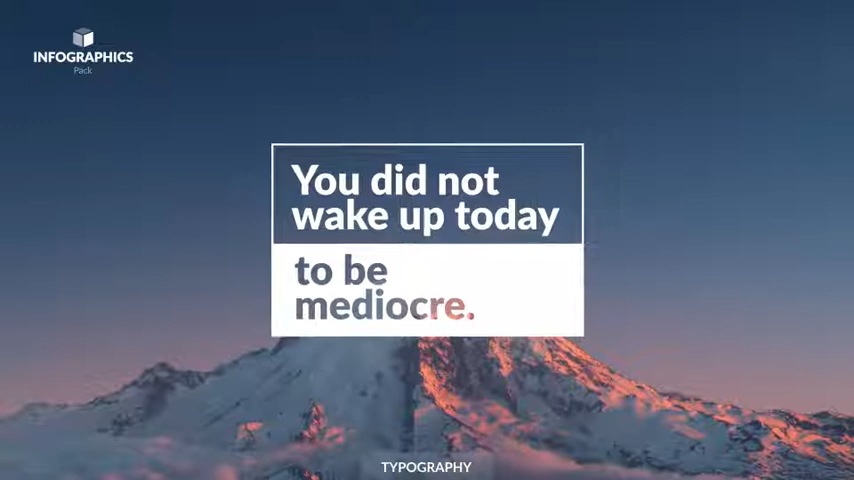 INFOGRAPHICS
Pack
You did not
wake up today
to be
mediocre.
TYPOGRAPHY